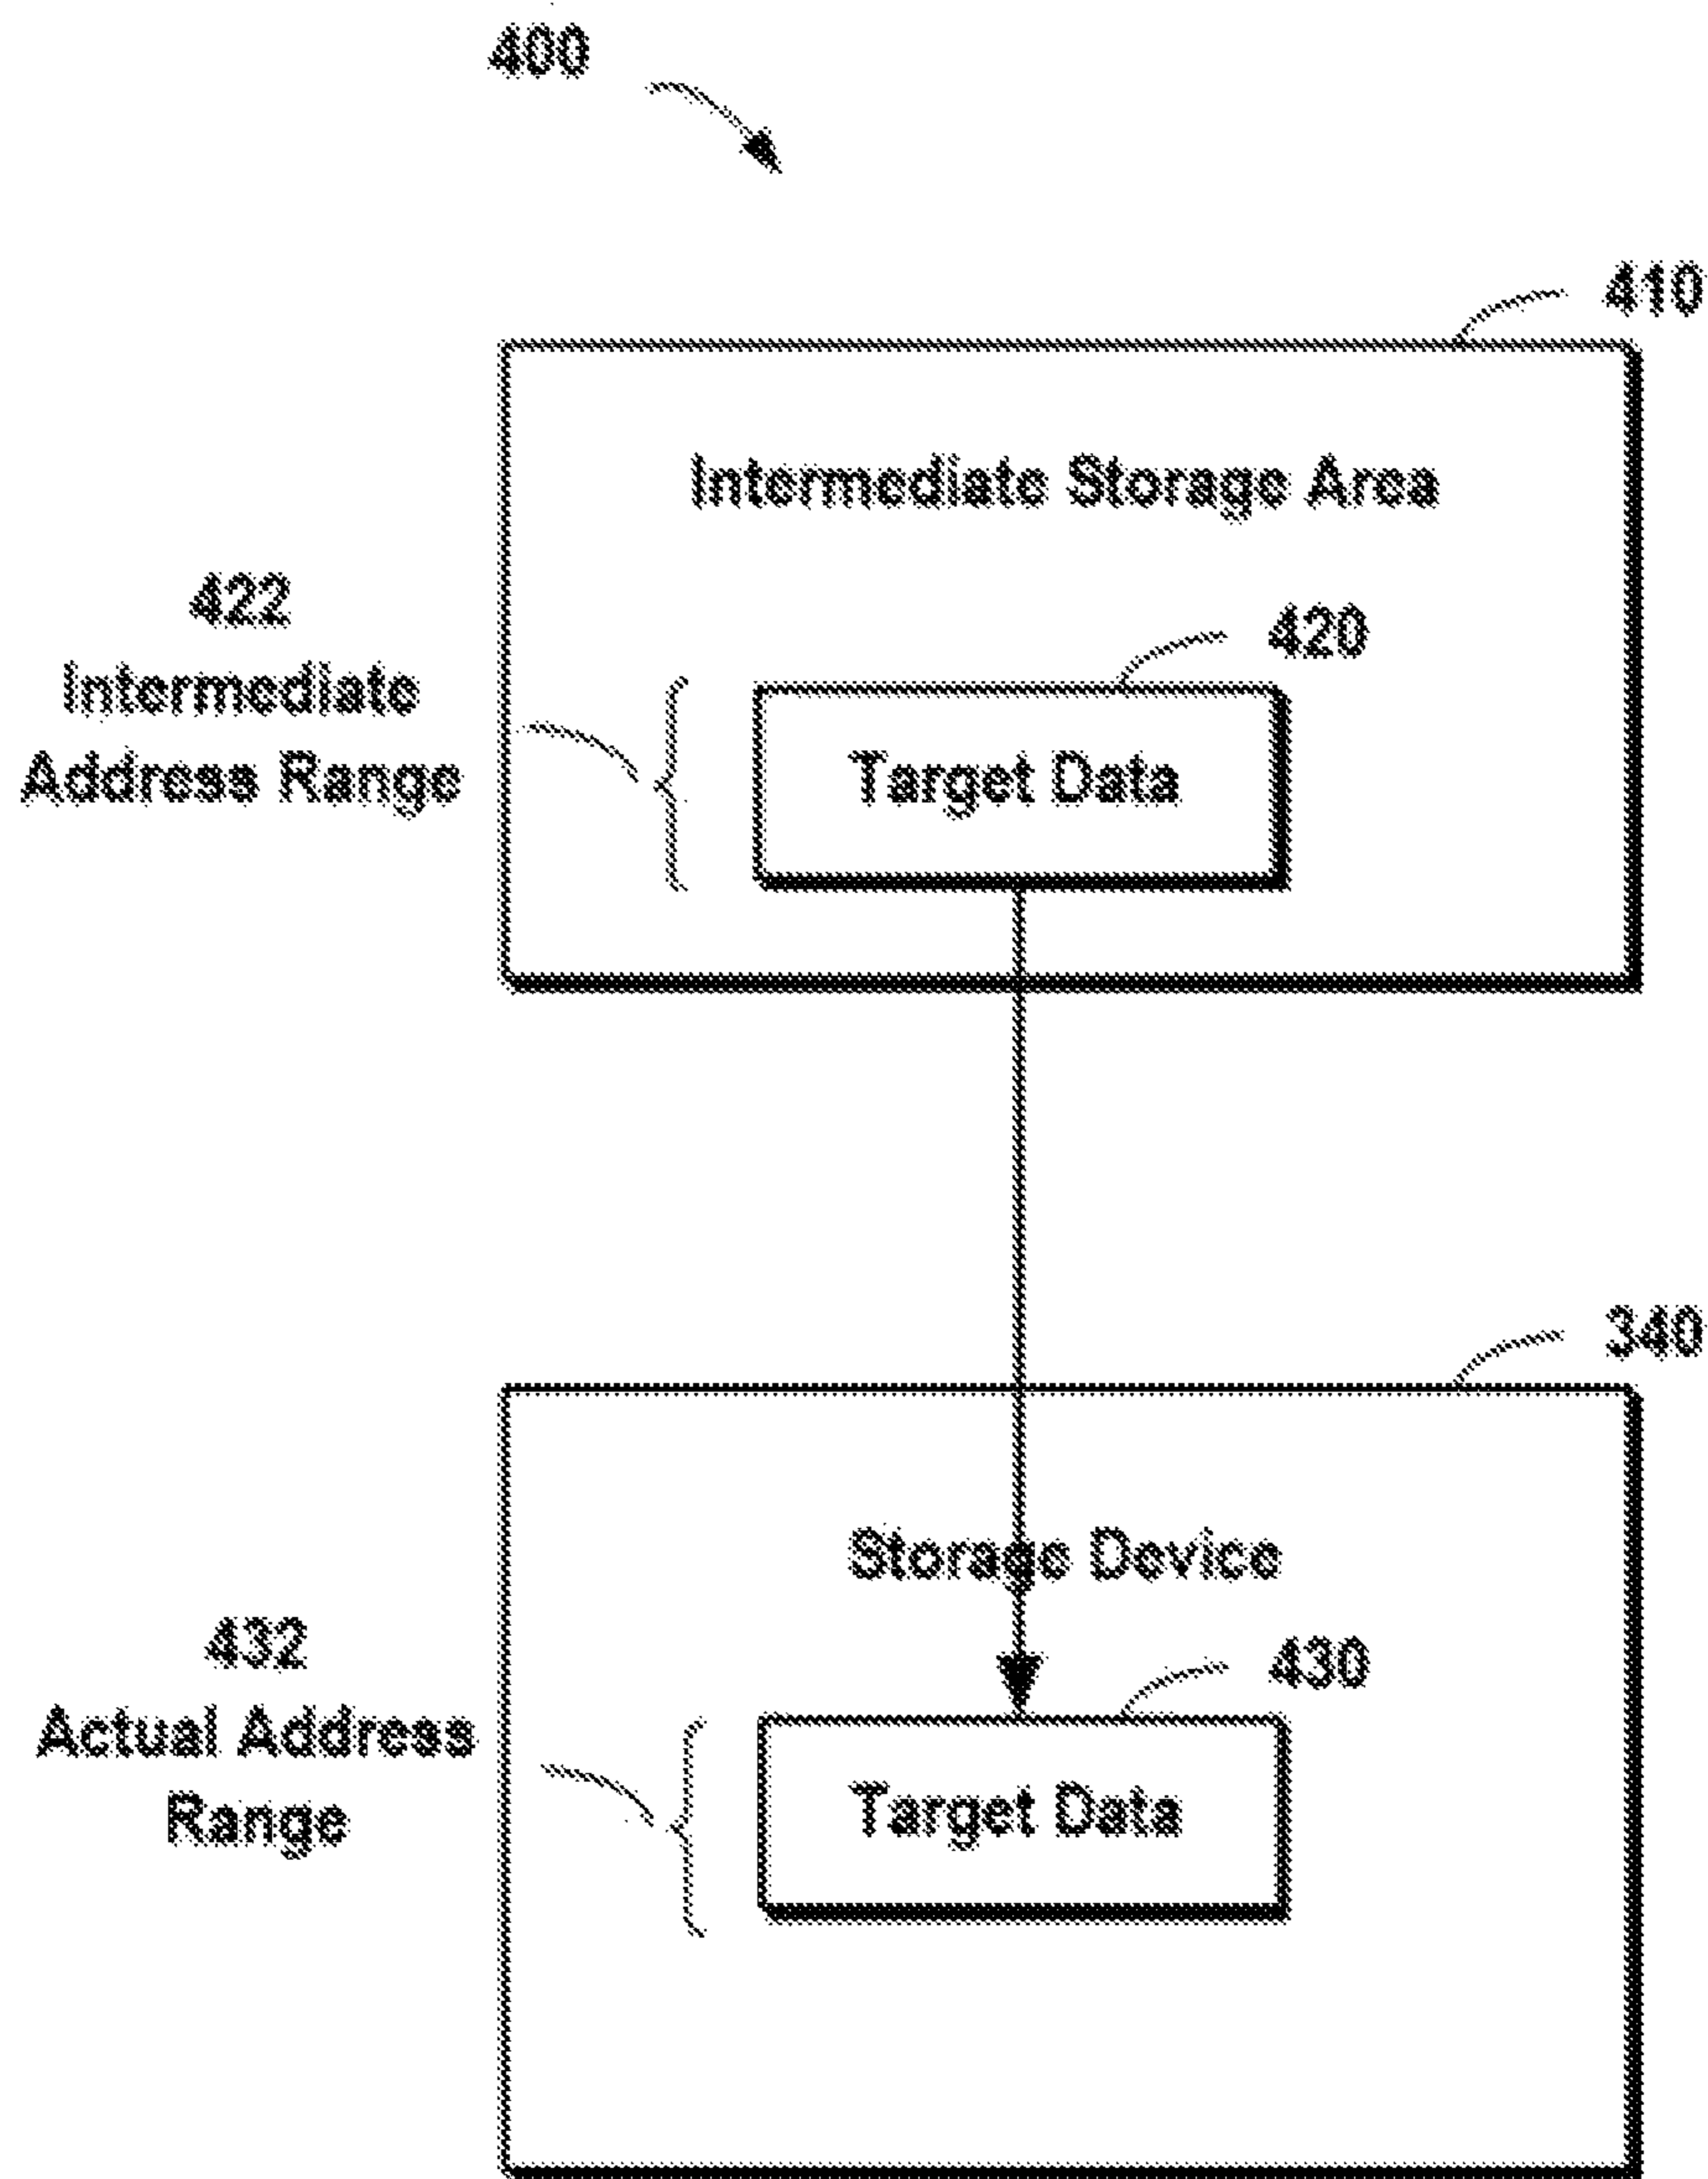 400
410
Intermediate Storage Area
422
Intermediate
Address Range
420
Target Data
340
Storage Device
432
Actual Address
Range
430
Target Data